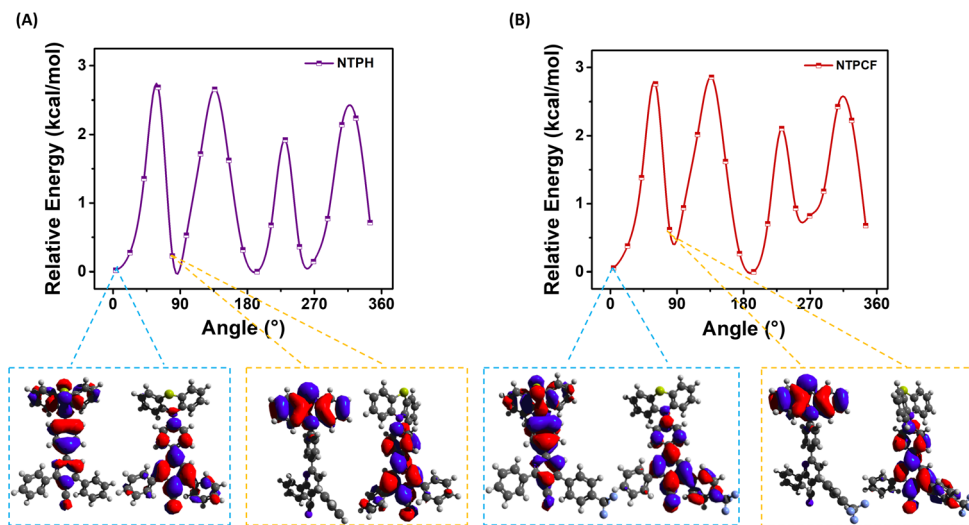 (A)
(B)
NTPH
Relative Energy (kcal/mol)
3
2
1
0
0 90 180 270 360
Angle (°)
NTPCF
Relative Energy (kcal/mol)
3
2
1
0
0 90 180 270 360
Angle (°)